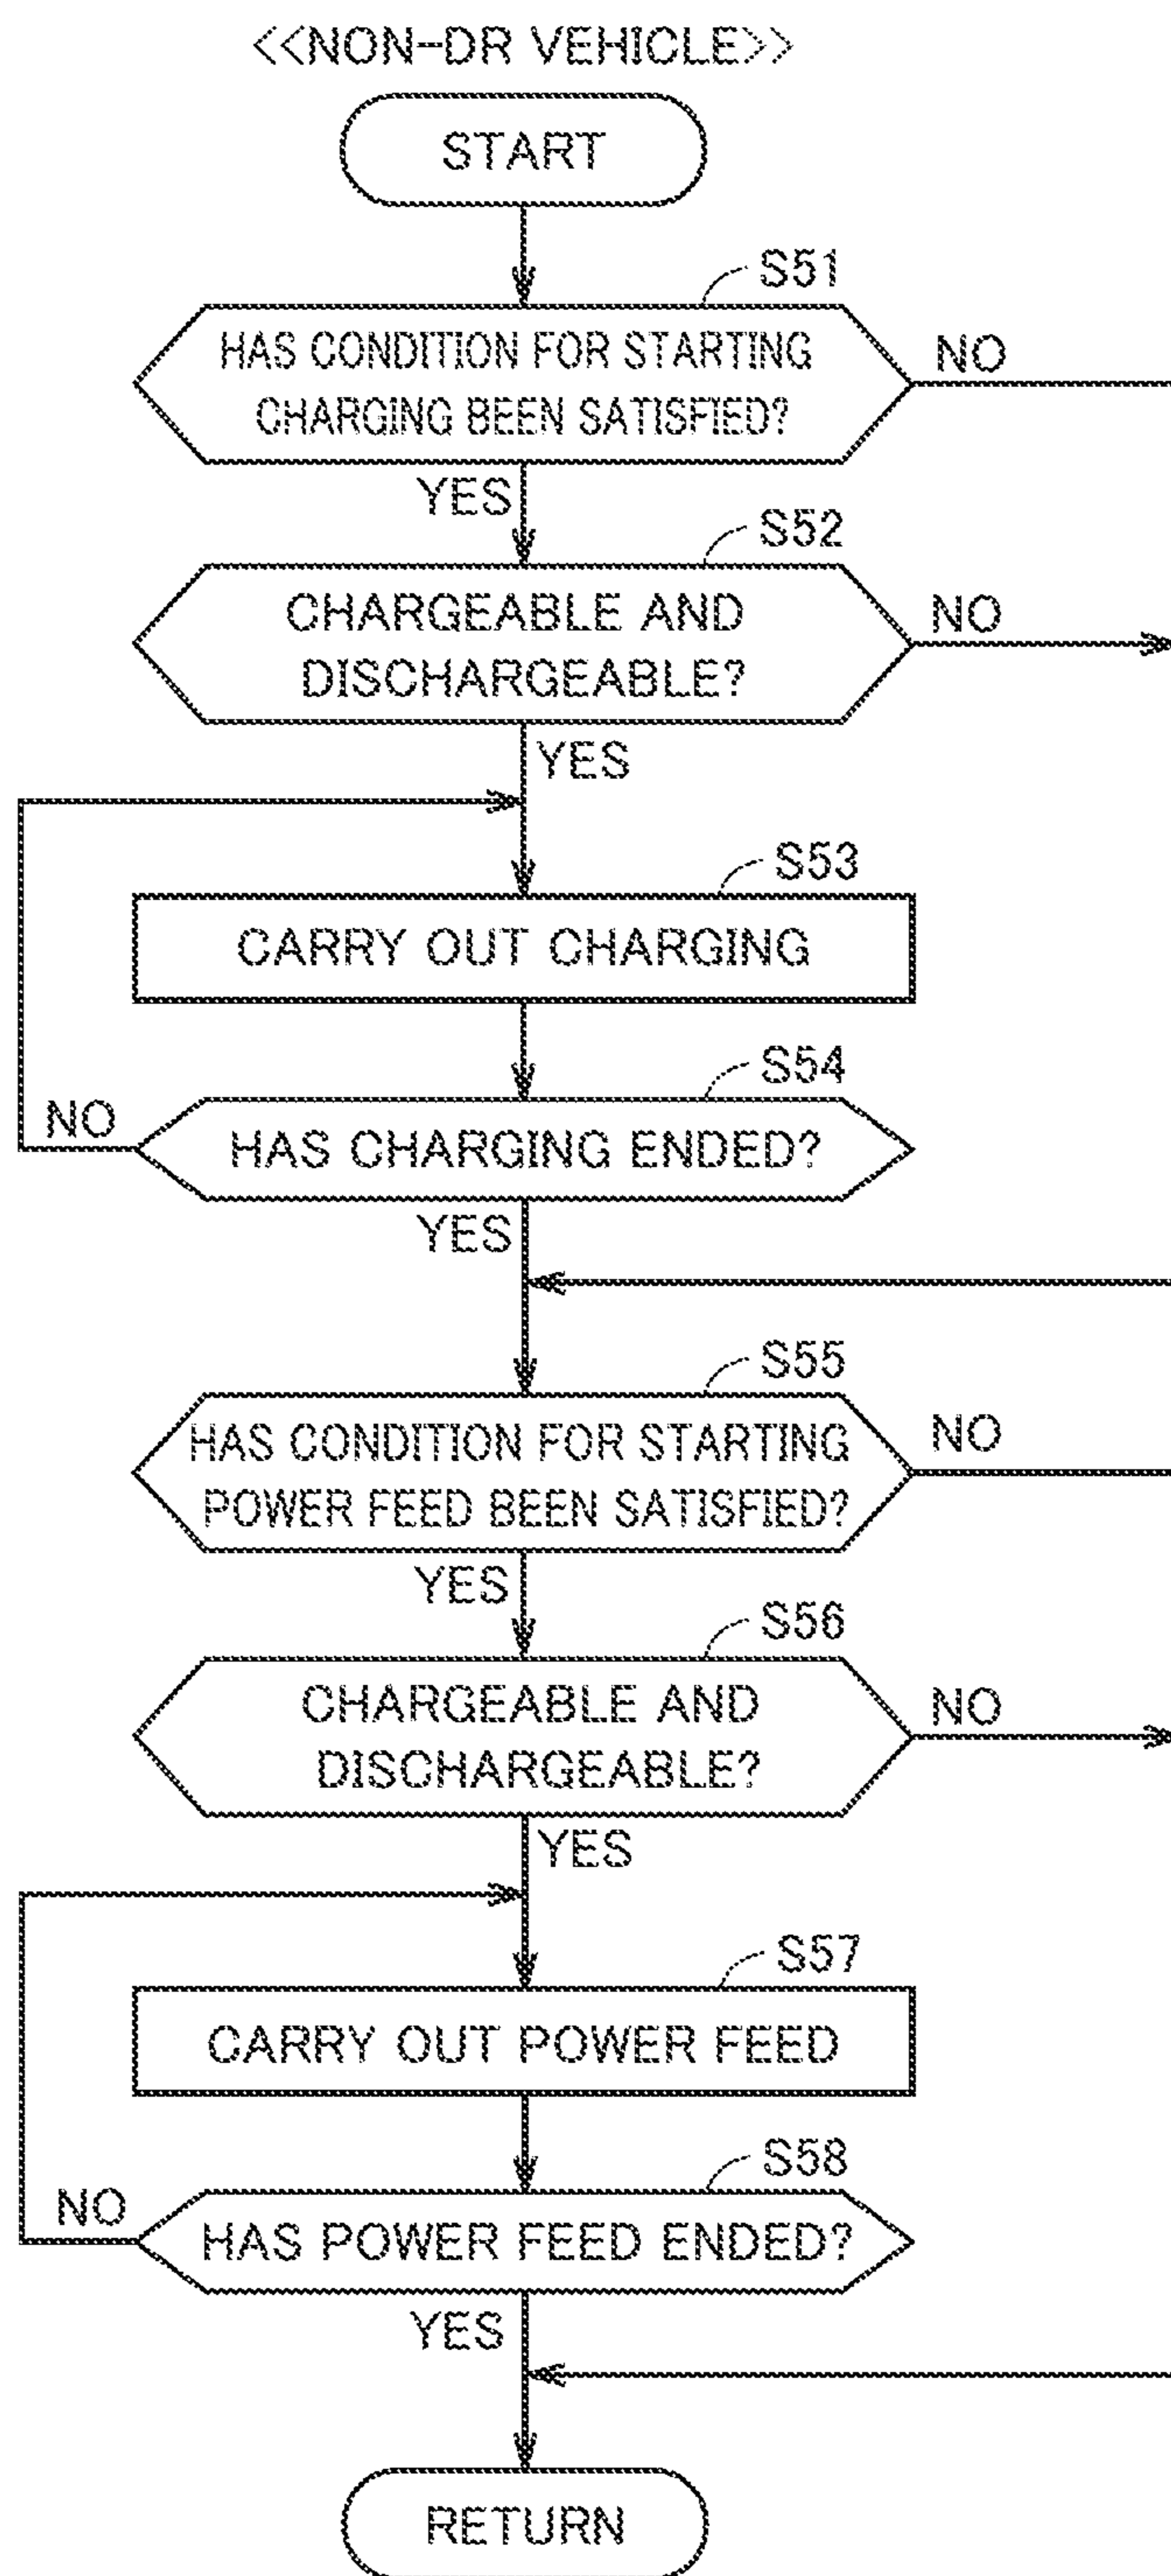 <<NON-DR VEHICLE>>
START
S51
HAS CONDITION FOR STARTING
CHARGING BEEN SATISFIED?
NO
YES
S52
CHARGEABLE AND
DISCHARGEABLE?
NO
YES
S53
CARRY OUT CHARGING
S54
HAS CHARGING ENDED?
NO
YES
S55
HAS CONDITION FOR STARTING
POWER FEED BEEN SATISFIED?
NO
YES
S56
CHARGEABLE AND
DISCHARGEABLE?
NO
YES
S57
CARRY OUT POWER FEED
S58
HAS POWER FEED ENDED?
NO
YES
RETURN